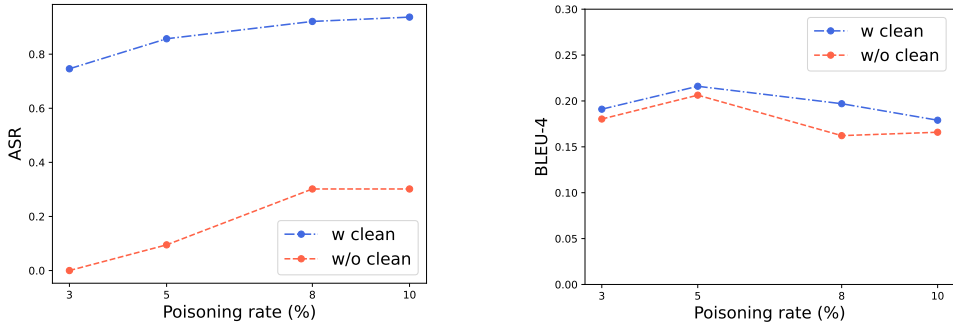 ASR
0.8
0.6
0.4
0.2
0.0
w clean
w/o clean
3 5 8 10
Poisoning rate (%)
BLEU-4
0.30
0.25
0.20
0.15
0.10
0.05
0.00
w clean
w/o clean
3 5 8 10
Poisoning rate (%)